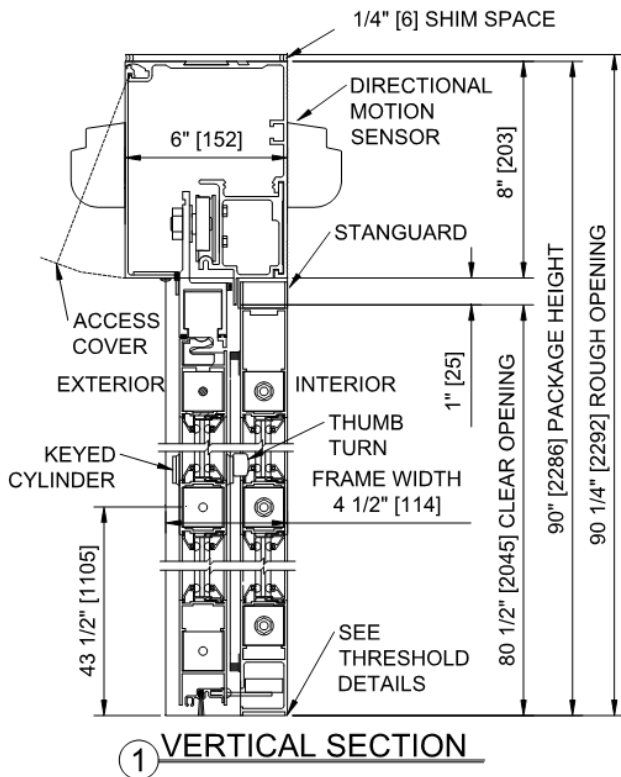 1/4" [6] SHIM SPACE
DIRECTIONAL
MOTION
SENSOR
6" [152]
8" [203]
STANGUARD
ACCESS
COVER
EXTERIOR
INTERIOR
1" [25]
KEYED
CYLINDER
THUMB
TURN
FRAME WIDTH
4 1/2" [114]
43 1/2" [1105]
80 1/2" [2045] CLEAR OPENING
90" [2286] PACKAGE HEIGHT
90 1/4" [2292] ROUGH OPENING
SEE
THRESHOLD
DETAILS
1 VERTICAL SECTION